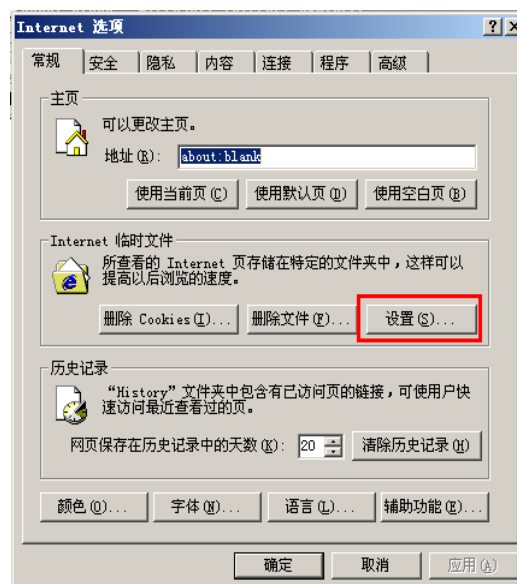 Internet 选项
常规 安全 隐私 内容 连接 程序 高级
主页
可以更改主页。
地址(R): about:blank
使用当前页(C) 使用默认页(D) 使用空白页(B)
Internet 临时文件
所查看的 Internet 页存储在特定的文件夹中，这样可以
提高以后浏览的速度。
删除 Cookies(I)... 删除文件(F)... 设置(S)...
历史记录
“History”文件夹中包含有已访问页的链接，可使用户快
速访问最近查看过的页。
网页保存在历史记录中的天数(K): 20 清除历史记录(H)
颜色(O)... 字体(N)... 语言(L)... 辅助功能(E)...
确定 取消 应用(A)